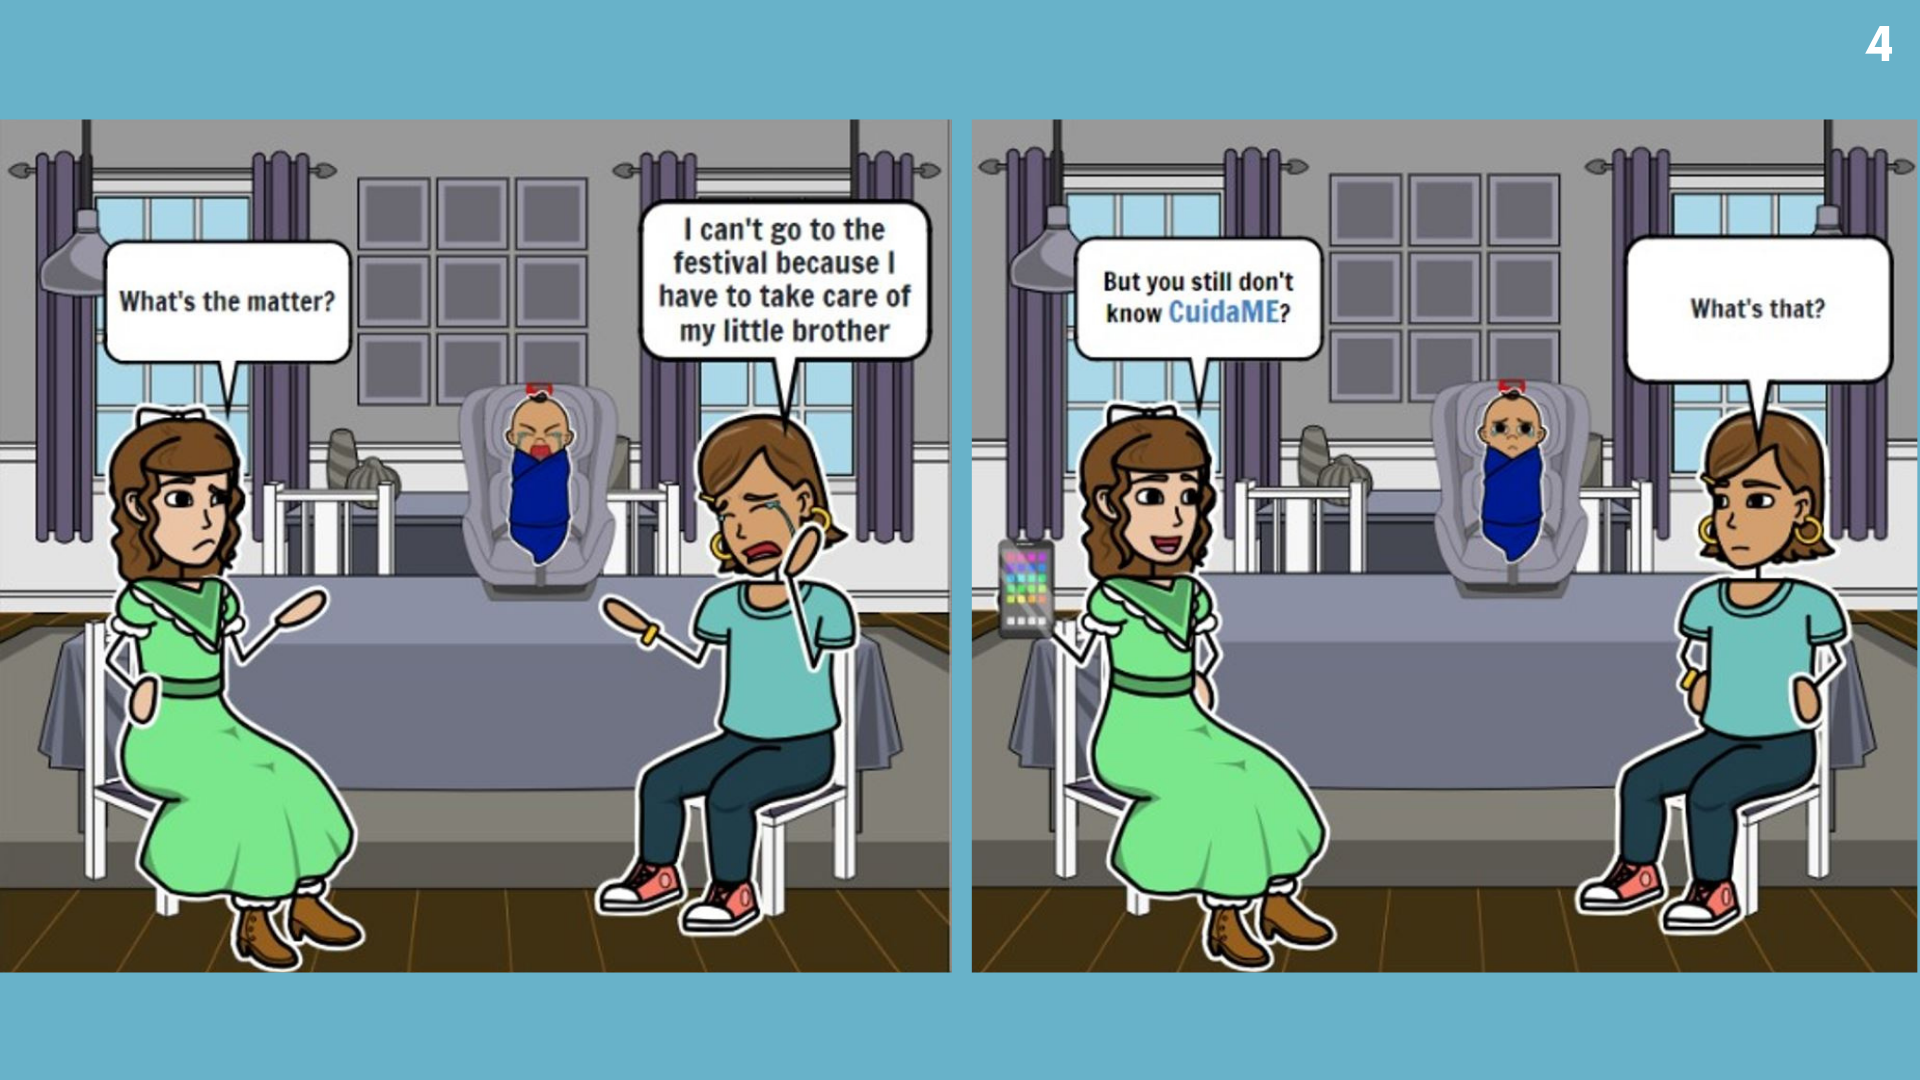 4
What's the matter?
I can't go to the
festival because I
have to take care of
my little brother
But you still don't
know CuidaME?
What's that?